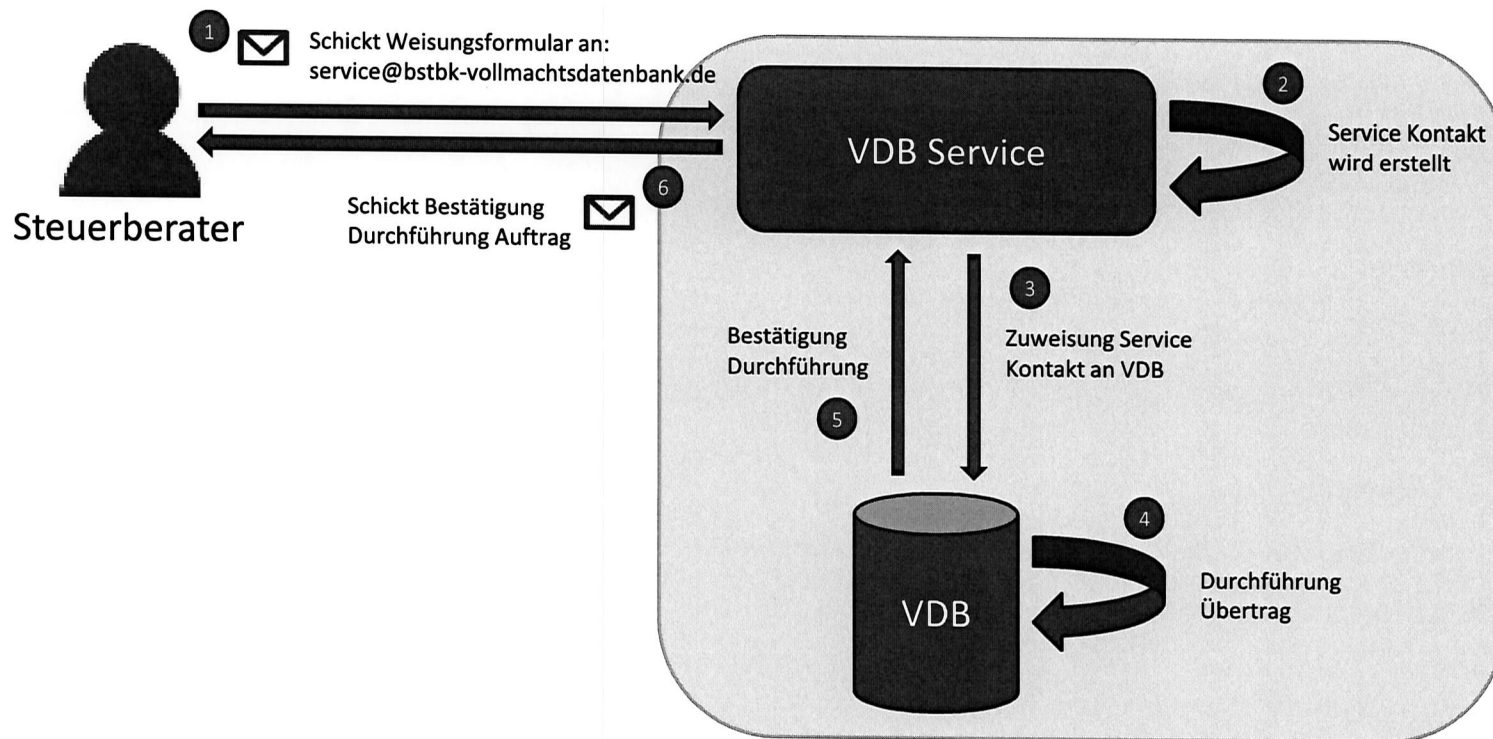 1
Schickt Weisungsformular an:
service@bstbk-vollmachtsdatenbank.de
Steuerberater
6
Schickt Bestätigung
Durchführung Auftrag
VDB Service
2
Service Kontakt
wird erstellt
3
Zuweisung Service
Kontakt an VDB
Bestätigung
Durchführung
5
4
Durchführung
Übertrag
VDB